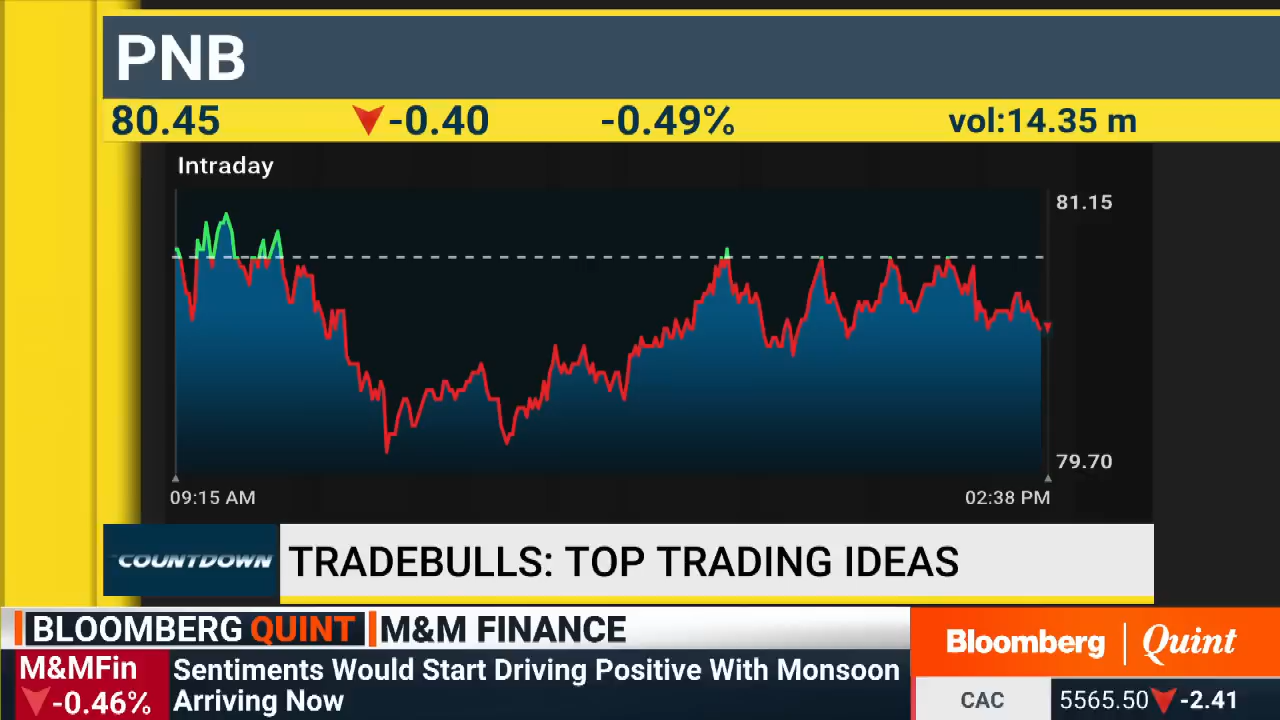 PNB
80.45 -0.40 -0.49% vol:14.35 m
Intraday
81.15
79.70
09:15 AM 02:38 PM
COUNTDOWN TRADEBULLS: TOP TRADING IDEAS
BLOOMBERG QUINT M&M FINANCE
M&MFin
-0.46%
Sentiments Would Start Driving Positive With Monsoon
Arriving Now
Bloomberg Quint
CAC 5565.50 -2.41